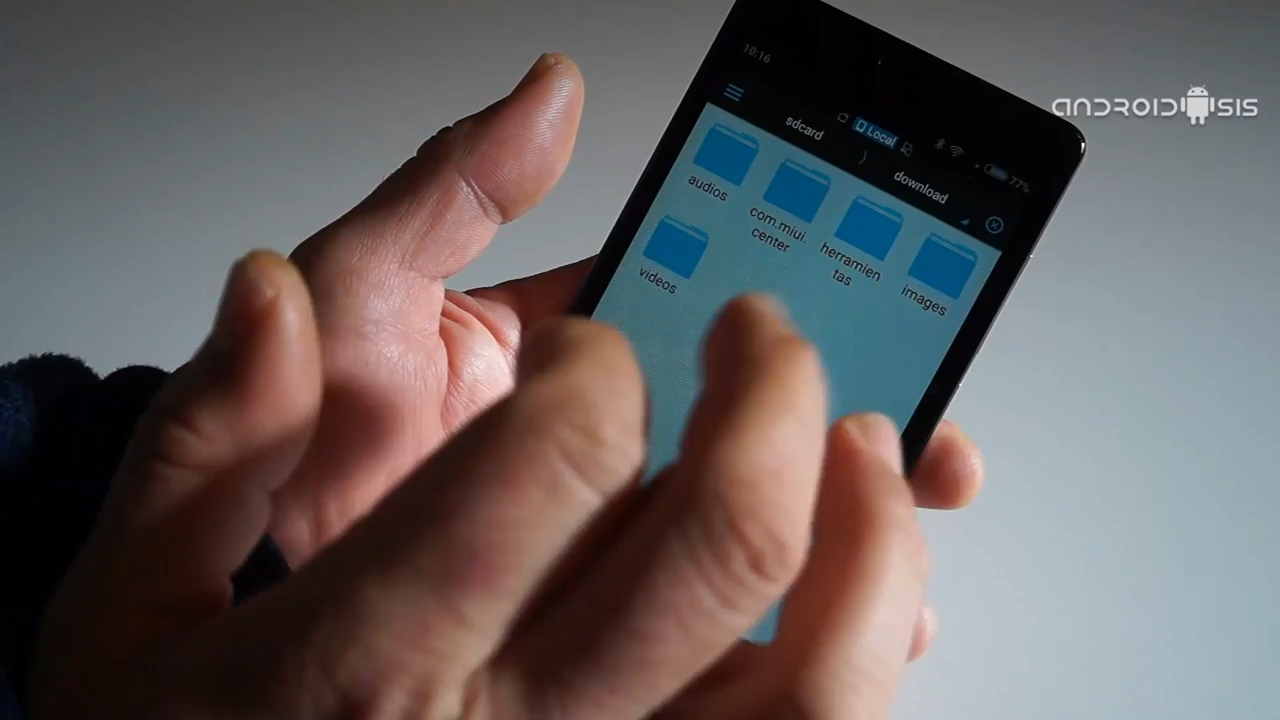 10:16
ANDROIDSIS
sdcard
Local
download
77%
audios
com.miui.
center
herramien
tas
images
videos